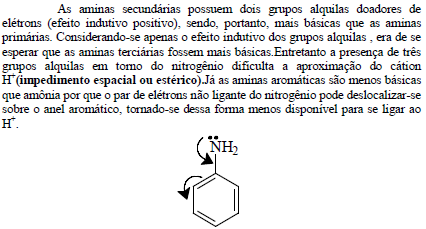 As aminas secundárias possuem dois grupos alquilas doadores de
elétrons (efeito indutivo positivo), sendo, portanto, mais básicas que as aminas
primárias. Considerando-se apenas o efeito indutivo dos grupos alquilas , era de se
esperar que as aminas terciárias fossem mais básicas.Entretanto a presença de três
grupos alquilas em torno do nitrogênio dificulta a aproximação do cátion
H+(impedimento espacial ou estérico).Já as aminas aromáticas são menos básicas
que amônia por que o par de elétrons não ligante do nitrogênio pode deslocalizar-se
sobre o anel aromático, tornado-se dessa forma menos disponível para se ligar ao
H+.
NH2